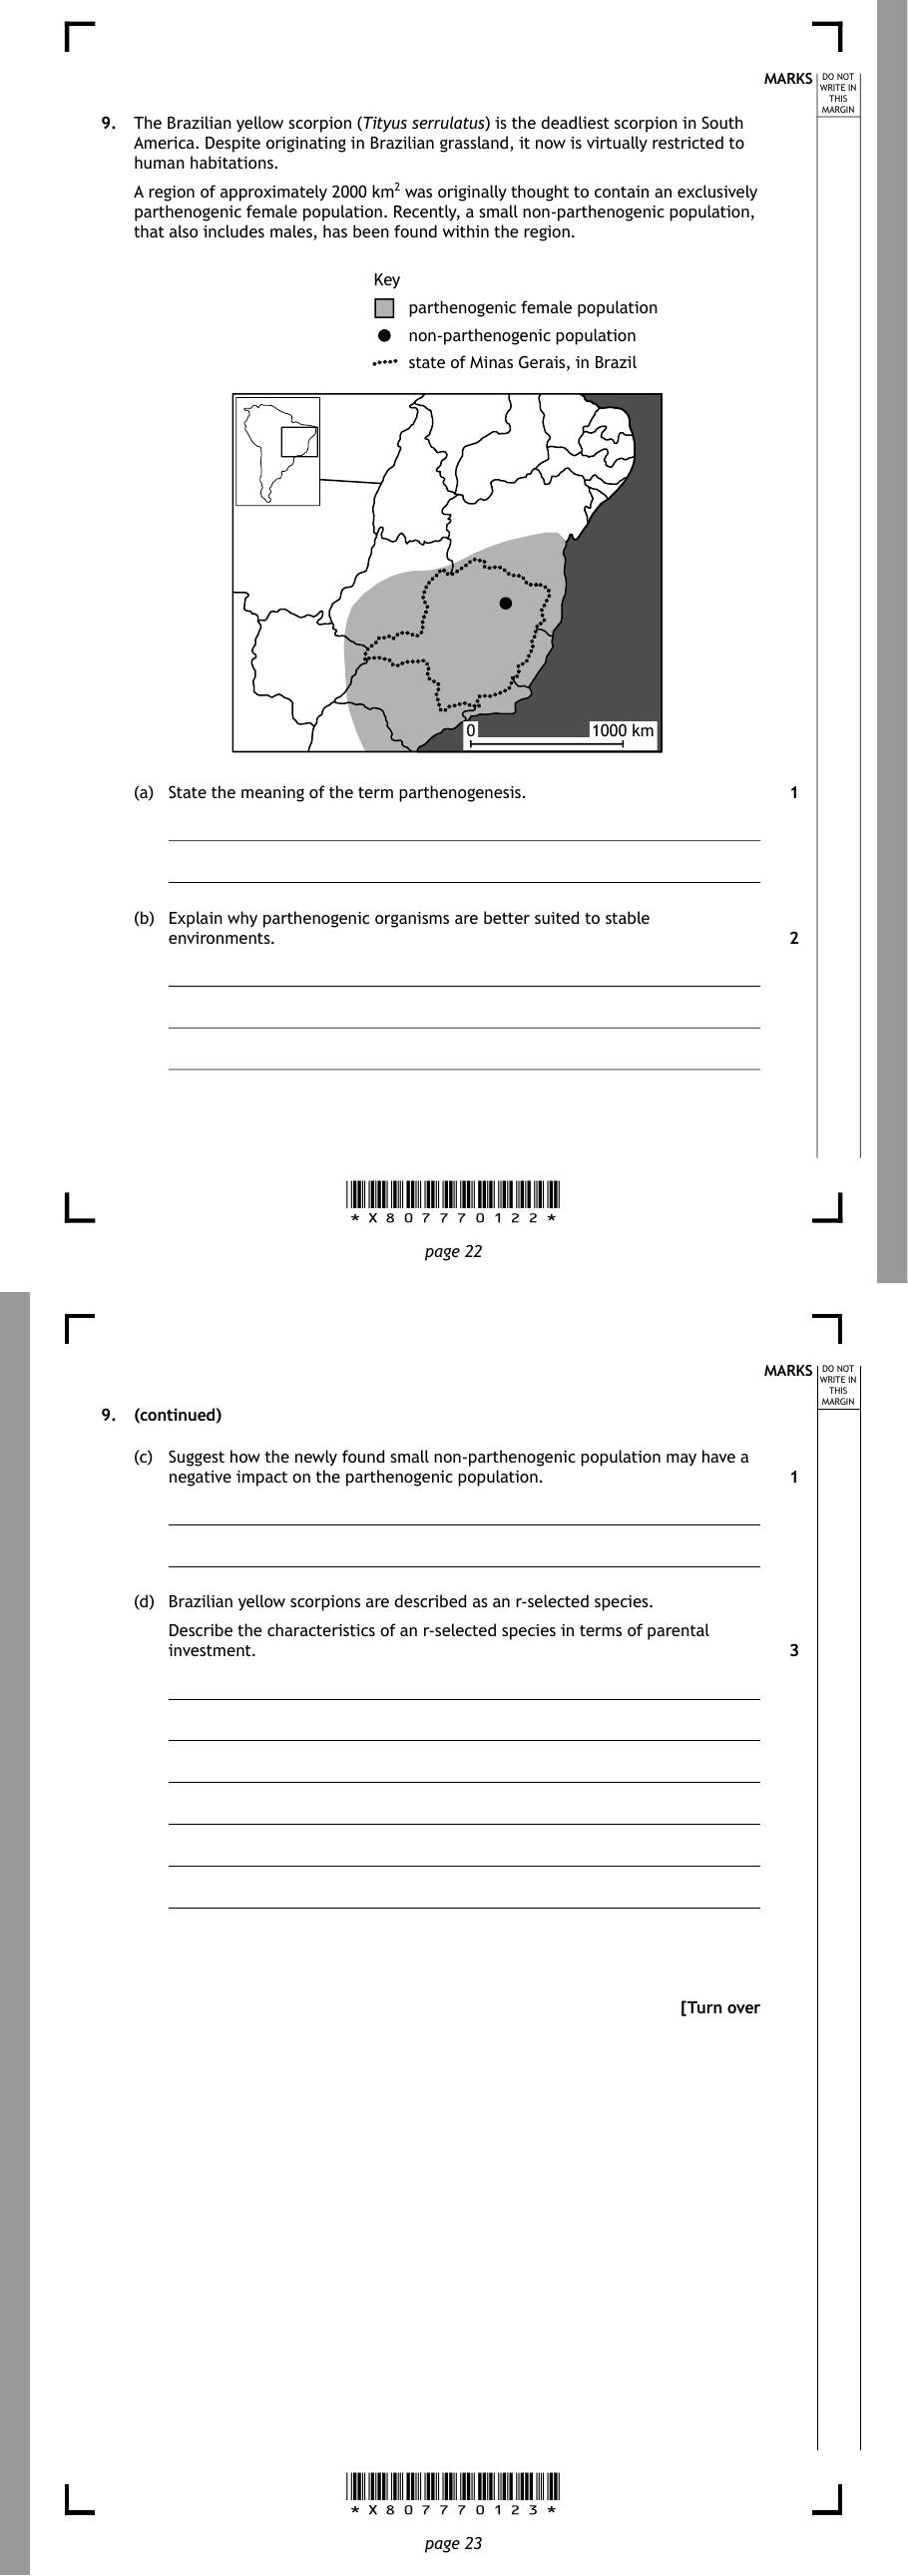 MARKS
DO NOT
WRITE IN
THIS
MARGIN
9. The Brazilian yellow scorpion (Tityus serrulatus) is the deadliest scorpion in South
America. Despite originating in Brazilian grassland, it now is virtually restricted to
human habitations.
A region of approximately 2000 km² was originally thought to contain an exclusively
parthenogenic female population. Recently, a small non-parthenogenic population,
that also includes males, has been found within the region.
Key
parthenogenic female population
non-parthenogenic population
state of Minas Gerais, in Brazil
0 1000 km
(a) State the meaning of the term parthenogenesis. 1
(b) Explain why parthenogenic organisms are better suited to stable
environments. 2
* X 8 0 7 7 7 0 1 2 2 *
page 22
MARKS
DO NOT
WRITE IN
THIS
MARGIN
9. (continued)
(c) Suggest how the newly found small non-parthenogenic population may have a
negative impact on the parthenogenic population. 1
(d) Brazilian yellow scorpions are described as an r-selected species.
Describe the characteristics of an r-selected species in terms of parental
investment. 3
[Turn over
* X 8 0 7 7 7 0 1 2 3 *
page 23